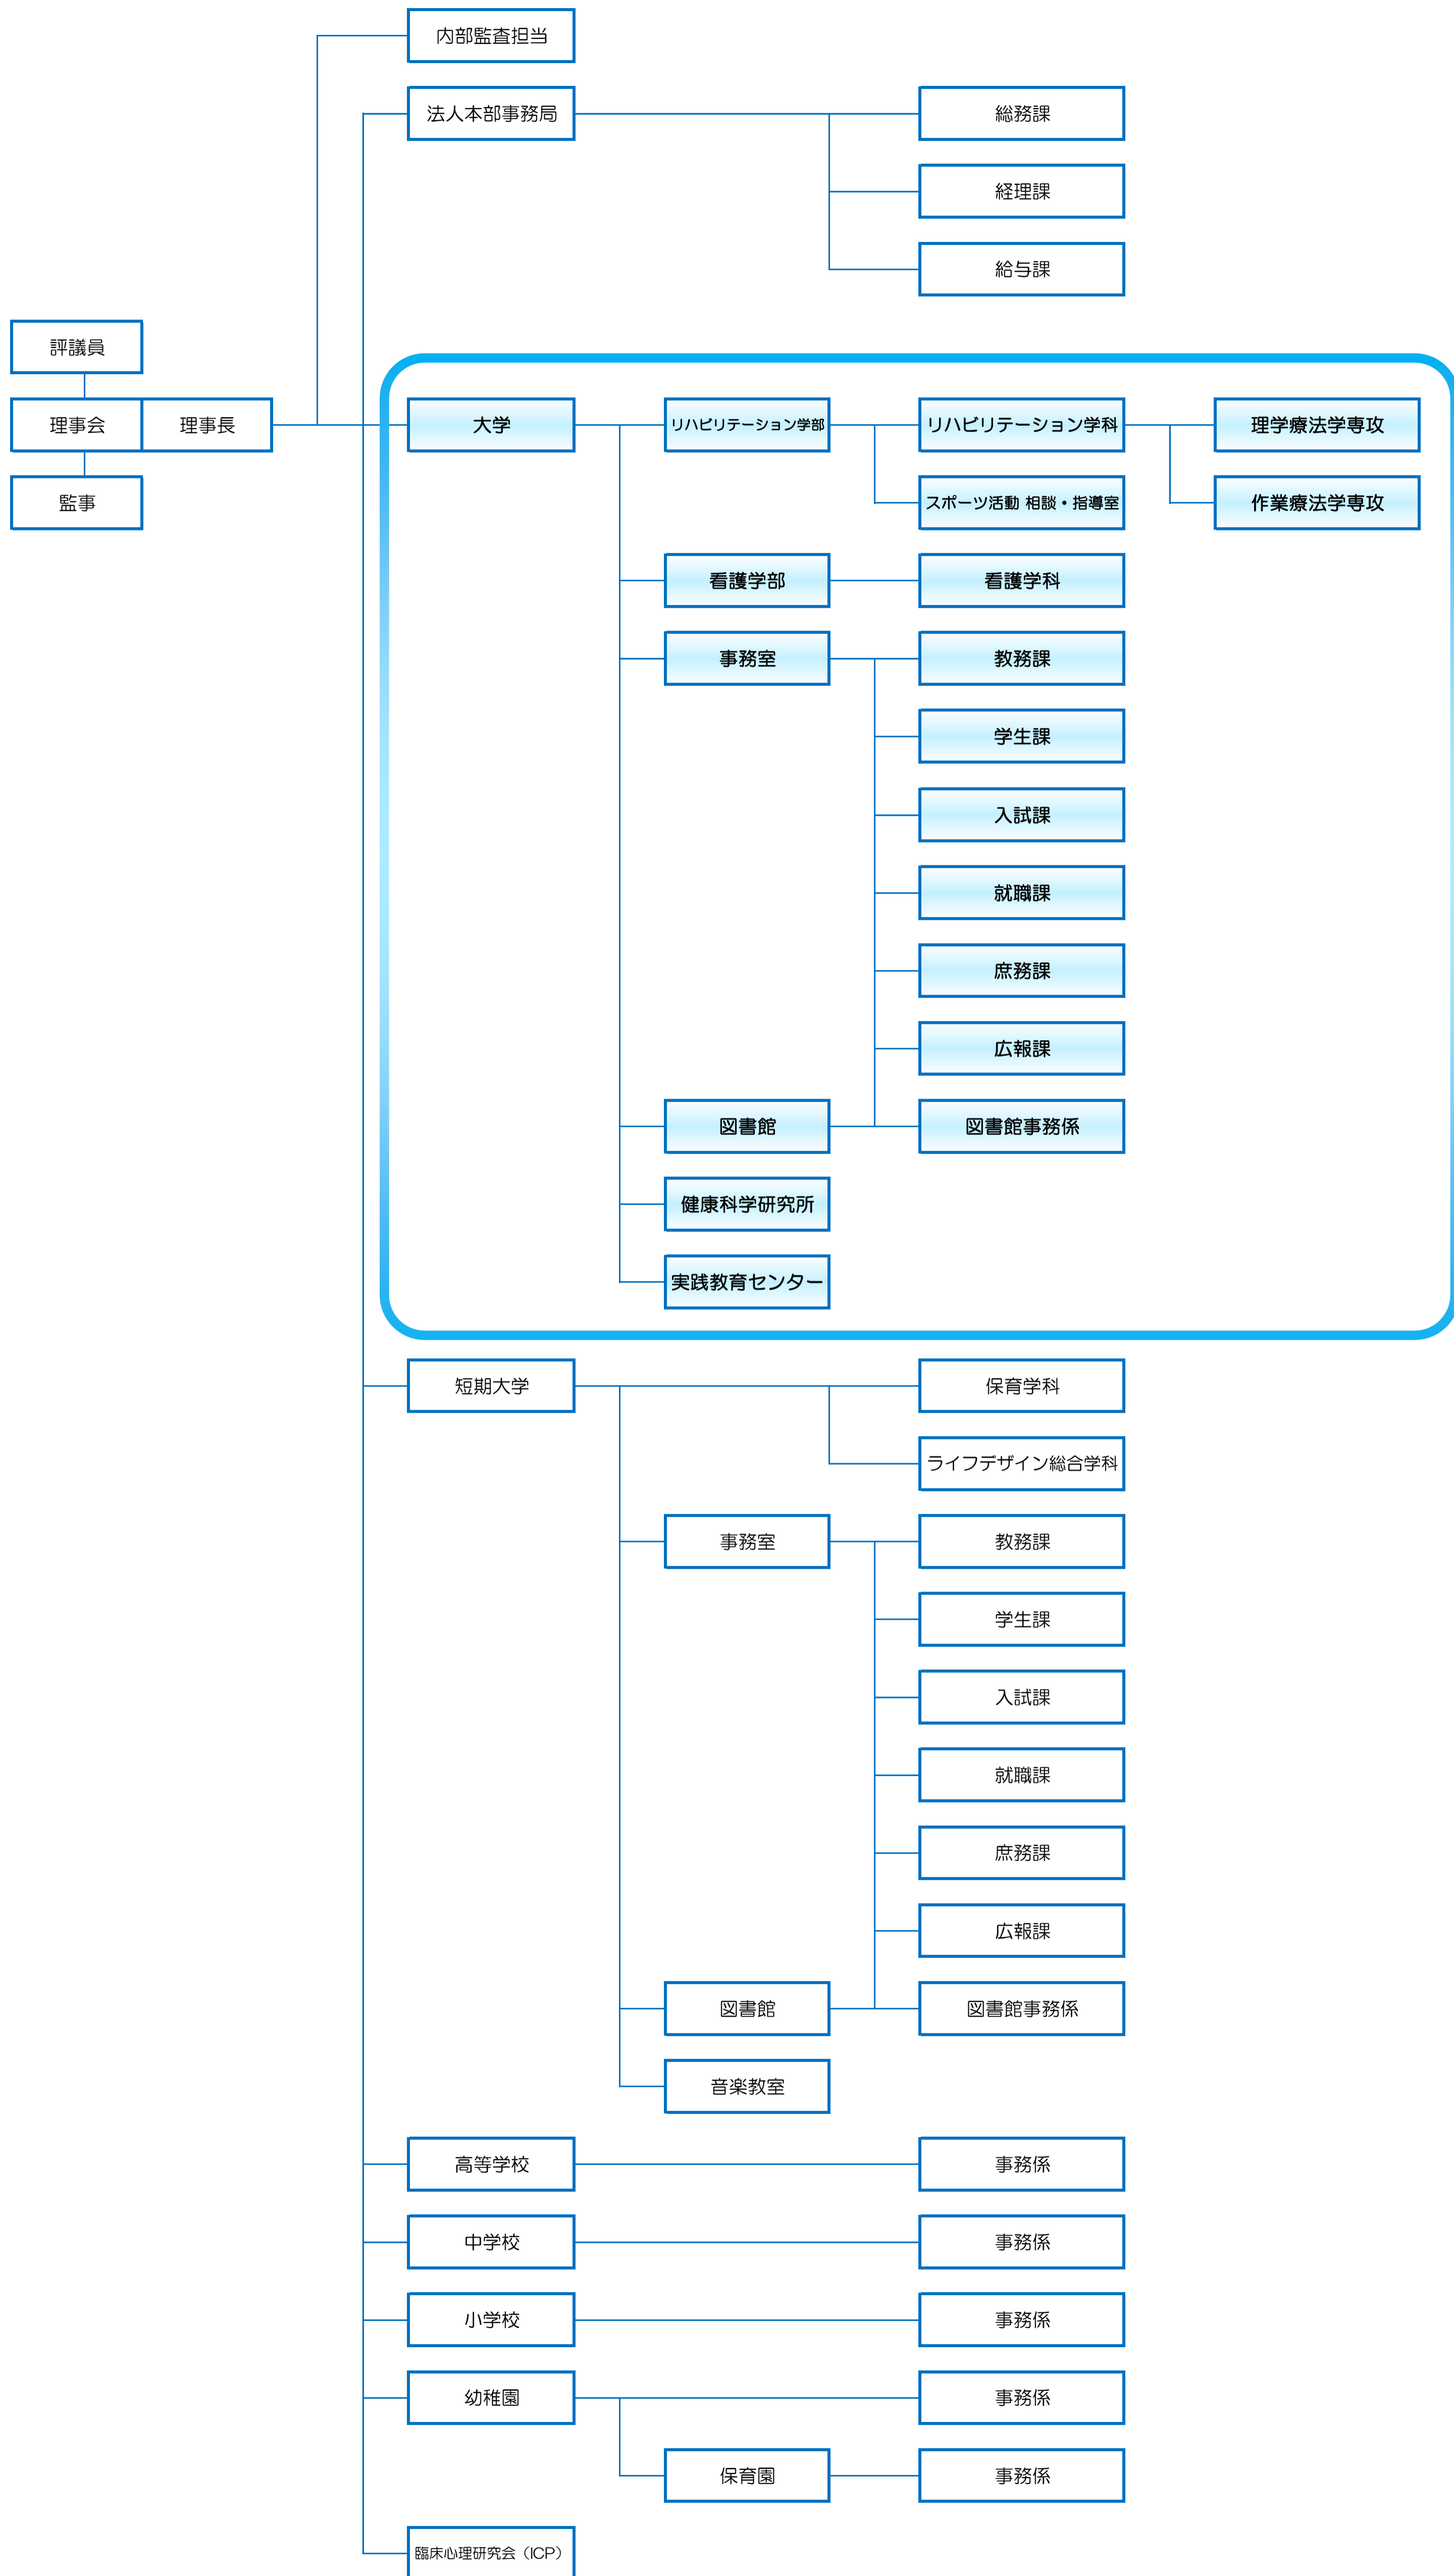 内部監査担当
法人本部事務局
総務課
経理課
給与課
評議員
理事会
理事長
監事
大学
リハビリテーション学部
リハビリテーション学科
理学療法学専攻
スポーツ活動 相談・指導室
作業療法学専攻
看護学部
看護学科
事務室
教務課
学生課
入試課
就職課
庶務課
広報課
図書館
図書館事務係
健康科学研究所
実践教育センター
短期大学
保育学科
ライフデザイン総合学科
事務室
教務課
学生課
入試課
就職課
庶務課
広報課
図書館
図書館事務係
音楽教室
高等学校
事務係
中学校
事務係
小学校
事務係
幼稚園
事務係
保育園
事務係
臨床心理研究会（ICP）